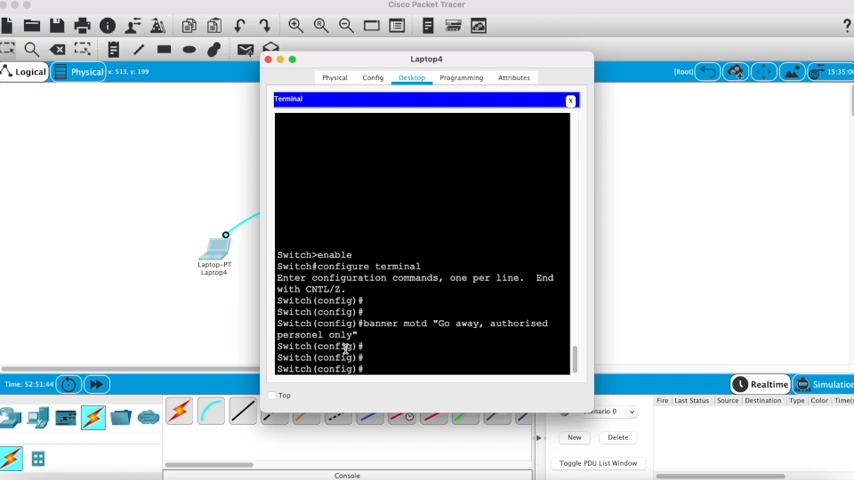 Cisco Packet Tracer
Logical
Physical x: 513, y: 199
[Root]
15:35:00
Laptop4
Physical Config Desktop Programming Attributes
Terminal
X
Switch>enable
Switch#configure terminal
Enter configuration commands, one per line. End
with CNTL/Z.
Switch(config)#
Switch(config)#
Switch(config)#banner motd "Go away, authorised
personel only"
Switch(config)#
Switch(config)#
Switch(config)#
Laptop-PT
Laptop4
Top
Time: 52:51:44
Realtime
Simulation
Scenario 0
New Delete
Toggle PDU List Window
Fire Last Status Source Destination Type Color Time(
Console